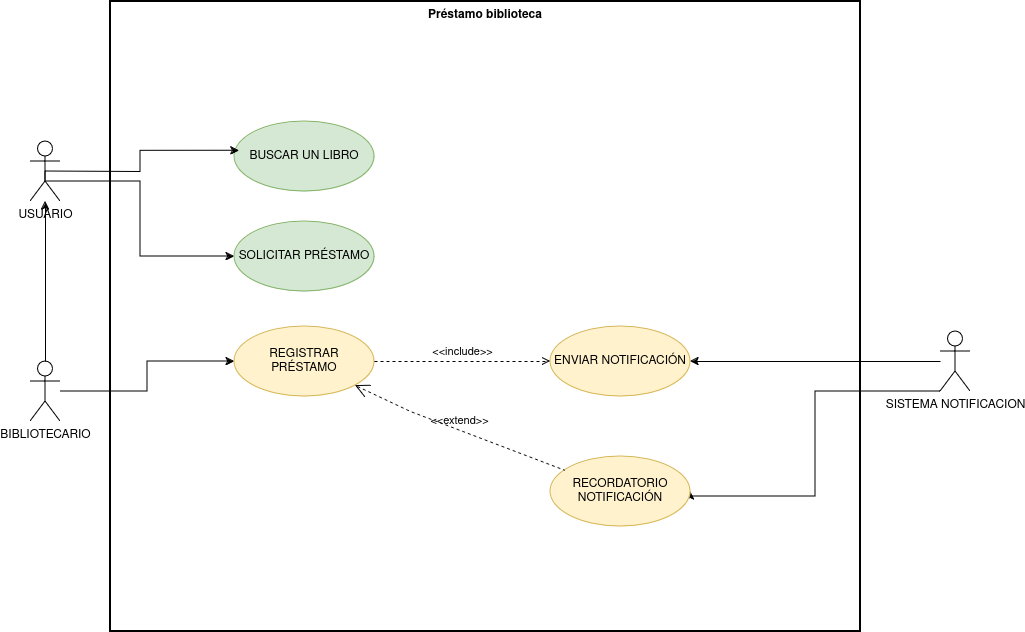 Préstamo biblioteca
BUSCAR UN LIBRO
USUARIO
SOLICITAR PRÉSTAMO
REGISTRAR
PRÉSTAMO
<<include>>
ENVIAR NOTIFICACIÓN
SISTEMA NOTIFICACION
BIBLIOTECARIO
<<extend>>
RECORDATORIO
NOTIFICACIÓN